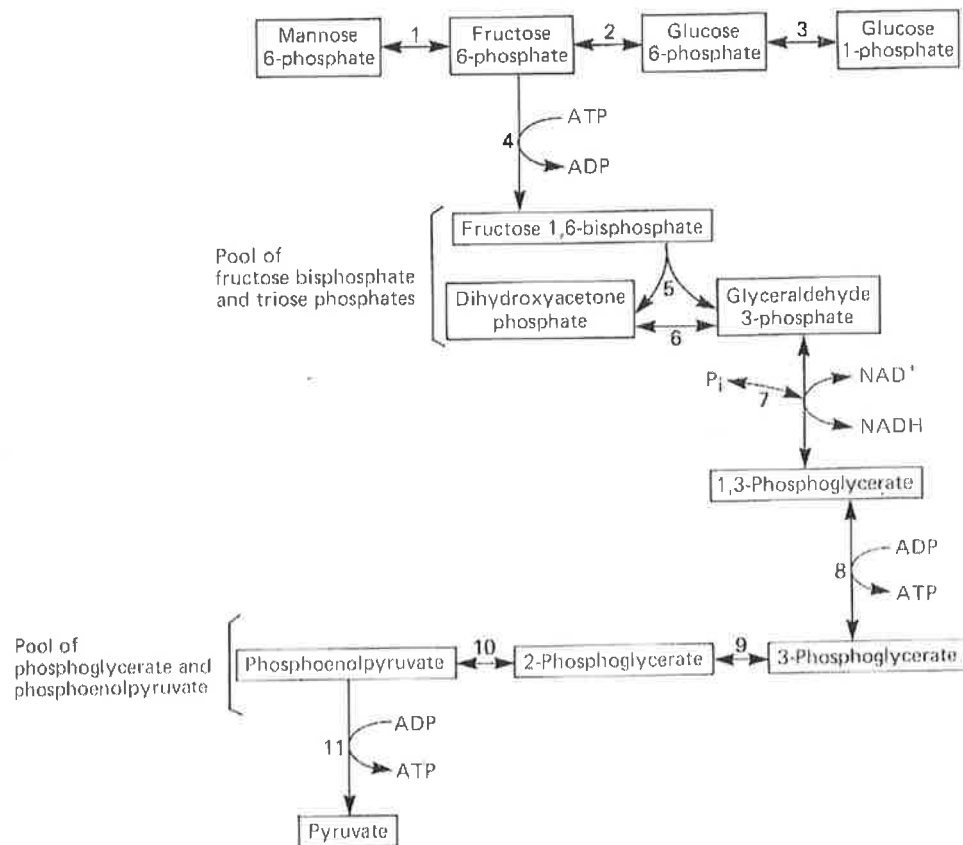 Mannose
6-phosphate
1
Fructose
6-phosphate
2
Glucose
6-phosphate
3
Glucose
1-phosphate
4
ATP
ADP
Pool of
fructose bisphosphate
and triose phosphates
Fructose 1,6-bisphosphate
5
Dihydroxyacetone
phosphate
6
Glyceraldehyde
3-phosphate
Pi
7
NAD+
NADH
1,3-Phosphoglycerate
8
ADP
ATP
Pool of
phosphoglycerate and
phosphoenolpyruvate
Phosphoenolpyruvate
10
2-Phosphoglycerate
9
3-Phosphoglycerate
11
ADP
ATP
Pyruvate